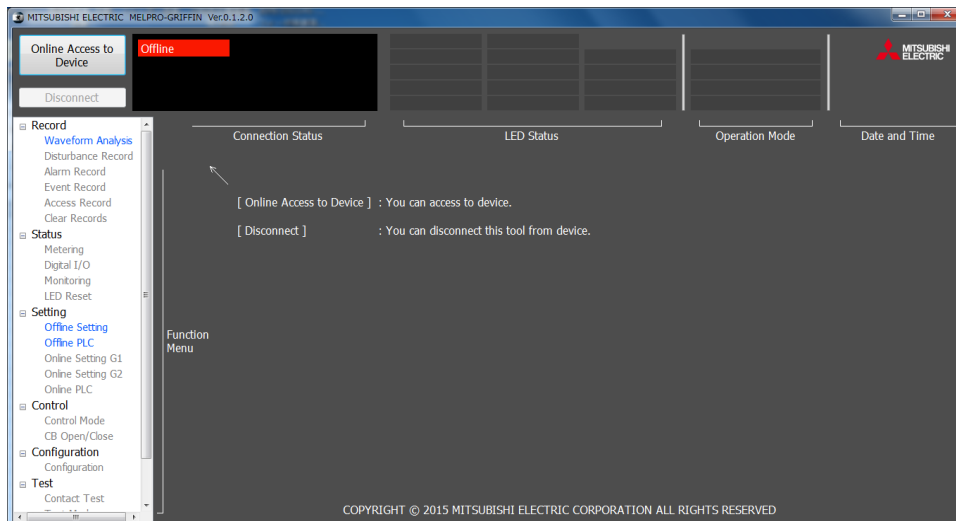 MITSUBISHI ELECTRIC MELPRO-GRIFFIN Ver.0.1.2.0
Online Access to
Device
Disconnect
Offline
MITSUBISHI
ELECTRIC
Connection Status
LED Status
Operation Mode
Date and Time
Record
Waveform Analysis
Disturbance Record
Alarm Record
Event Record
Access Record
Clear Records
Status
Metering
Digital I/O
Monitoring
LED Reset
Setting
Offline Setting
Offline PLC
Online Setting G1
Online Setting G2
Online PLC
Control
Control Mode
CB Open/Close
Configuration
Configuration
Test
Contact Test
Function
Menu
[ Online Access to Device ] : You can access to device.
[ Disconnect ] : You can disconnect this tool from device.
COPYRIGHT © 2015 MITSUBISHI ELECTRIC CORPORATION ALL RIGHTS RESERVED